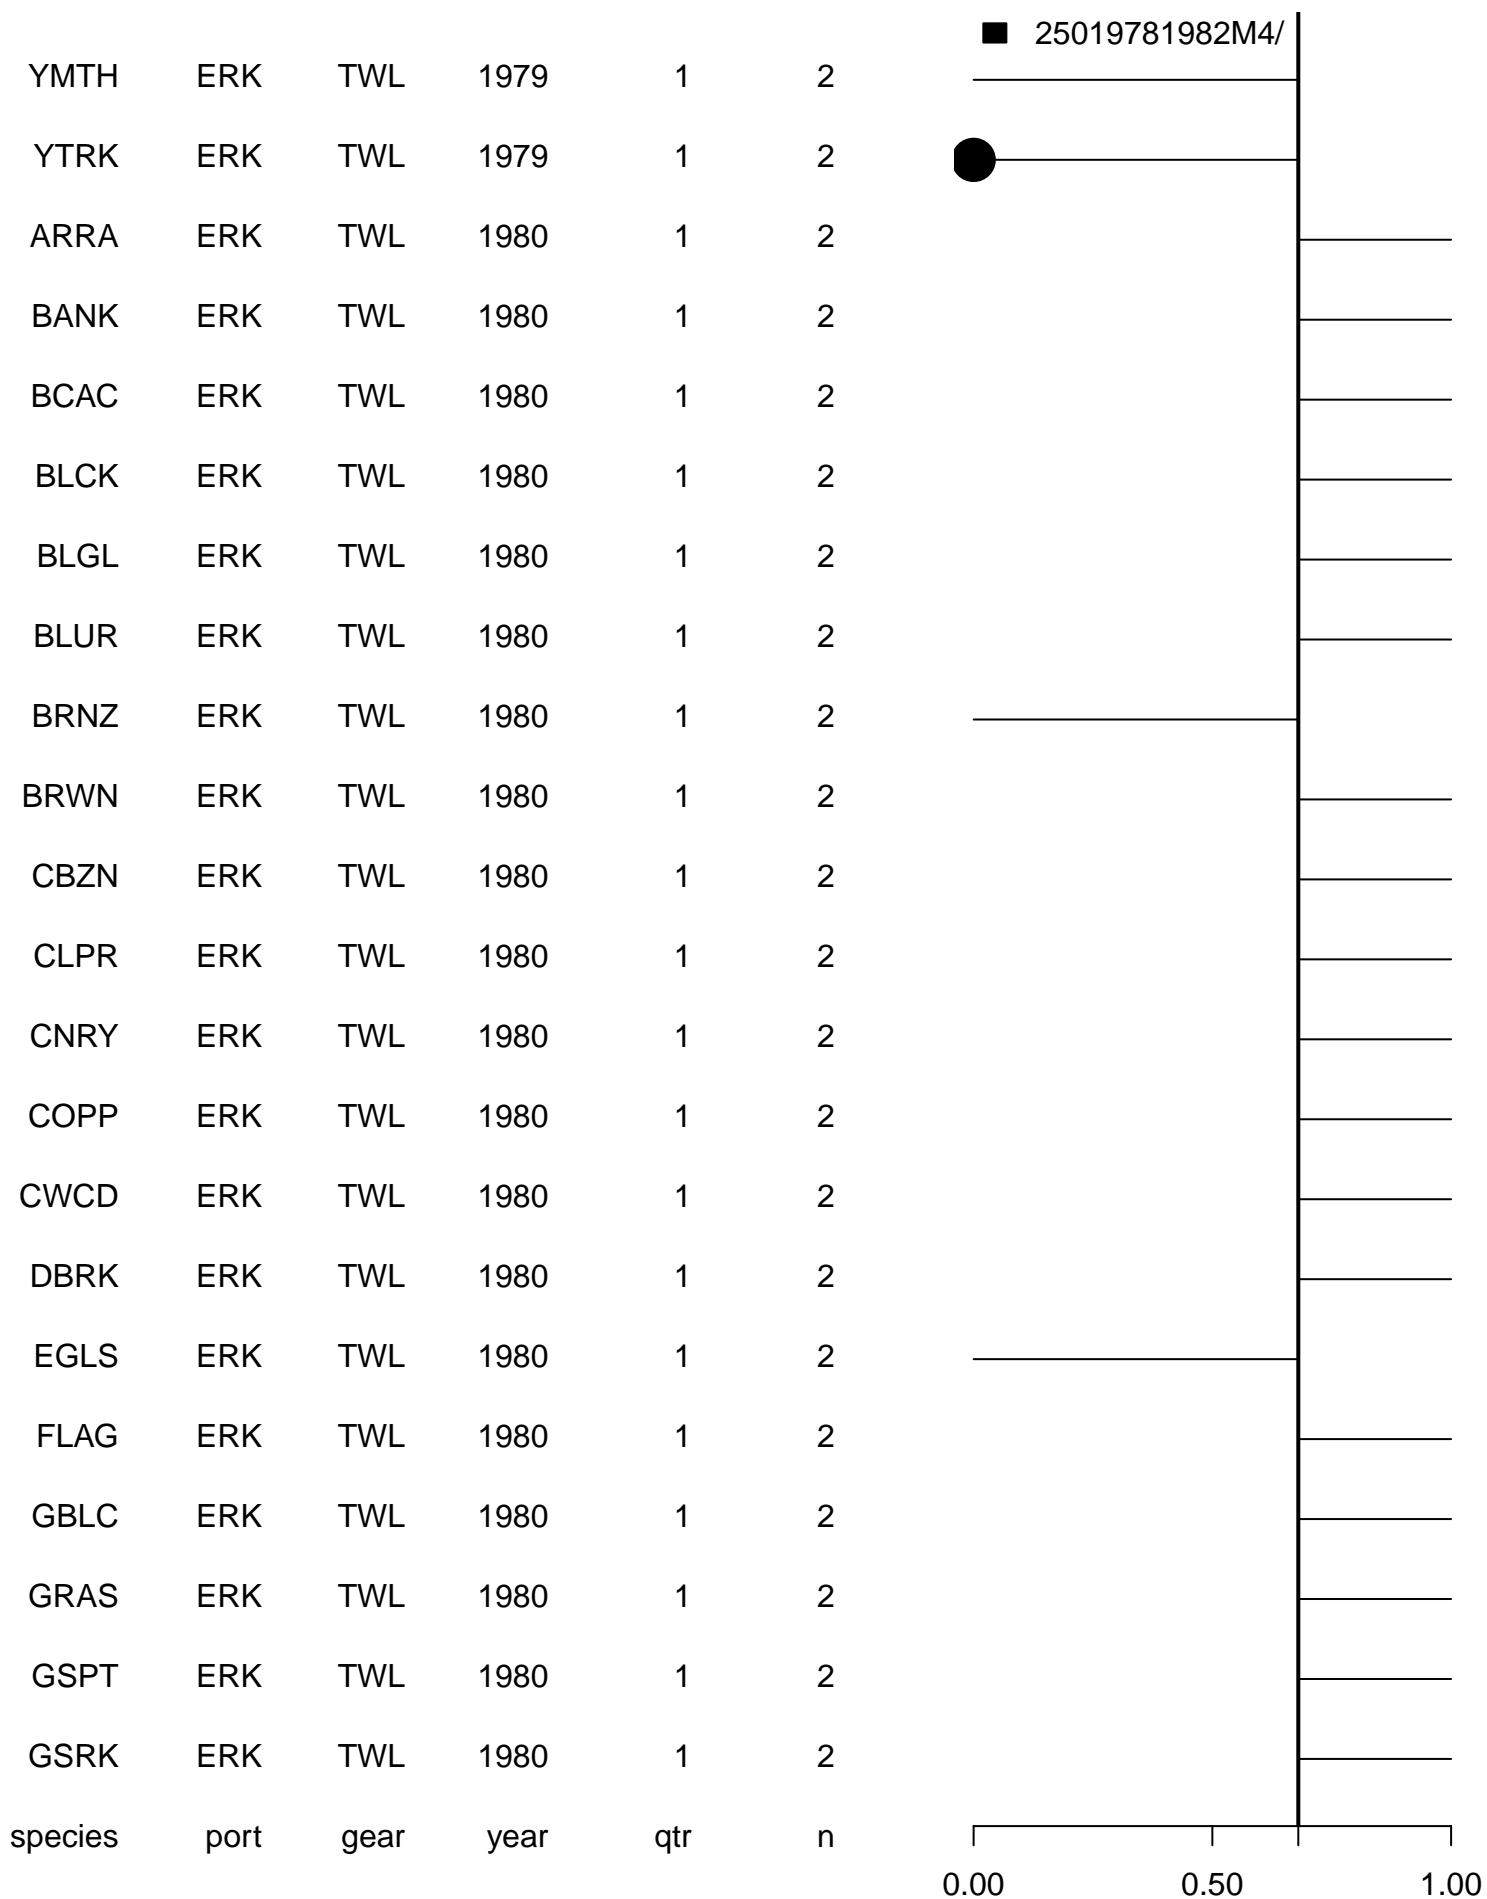 25019781982M4/
YMTH ERK TWL 1979 1 2
YTRK ERK TWL 1979 1 2
ARRA ERK TWL 1980 1 2
BANK ERK TWL 1980 1 2
BCAC ERK TWL 1980 1 2
BLCK ERK TWL 1980 1 2
BLGL ERK TWL 1980 1 2
BLUR ERK TWL 1980 1 2
BRNZ ERK TWL 1980 1 2
BRWN ERK TWL 1980 1 2
CBZN ERK TWL 1980 1 2
CLPR ERK TWL 1980 1 2
CNRY ERK TWL 1980 1 2
COPP ERK TWL 1980 1 2
CWCD ERK TWL 1980 1 2
DBRK ERK TWL 1980 1 2
EGLS ERK TWL 1980 1 2
FLAG ERK TWL 1980 1 2
GBLC ERK TWL 1980 1 2
GRAS ERK TWL 1980 1 2
GSPT ERK TWL 1980 1 2
GSRK ERK TWL 1980 1 2
species port gear year qtr n
0.00 0.50 1.00